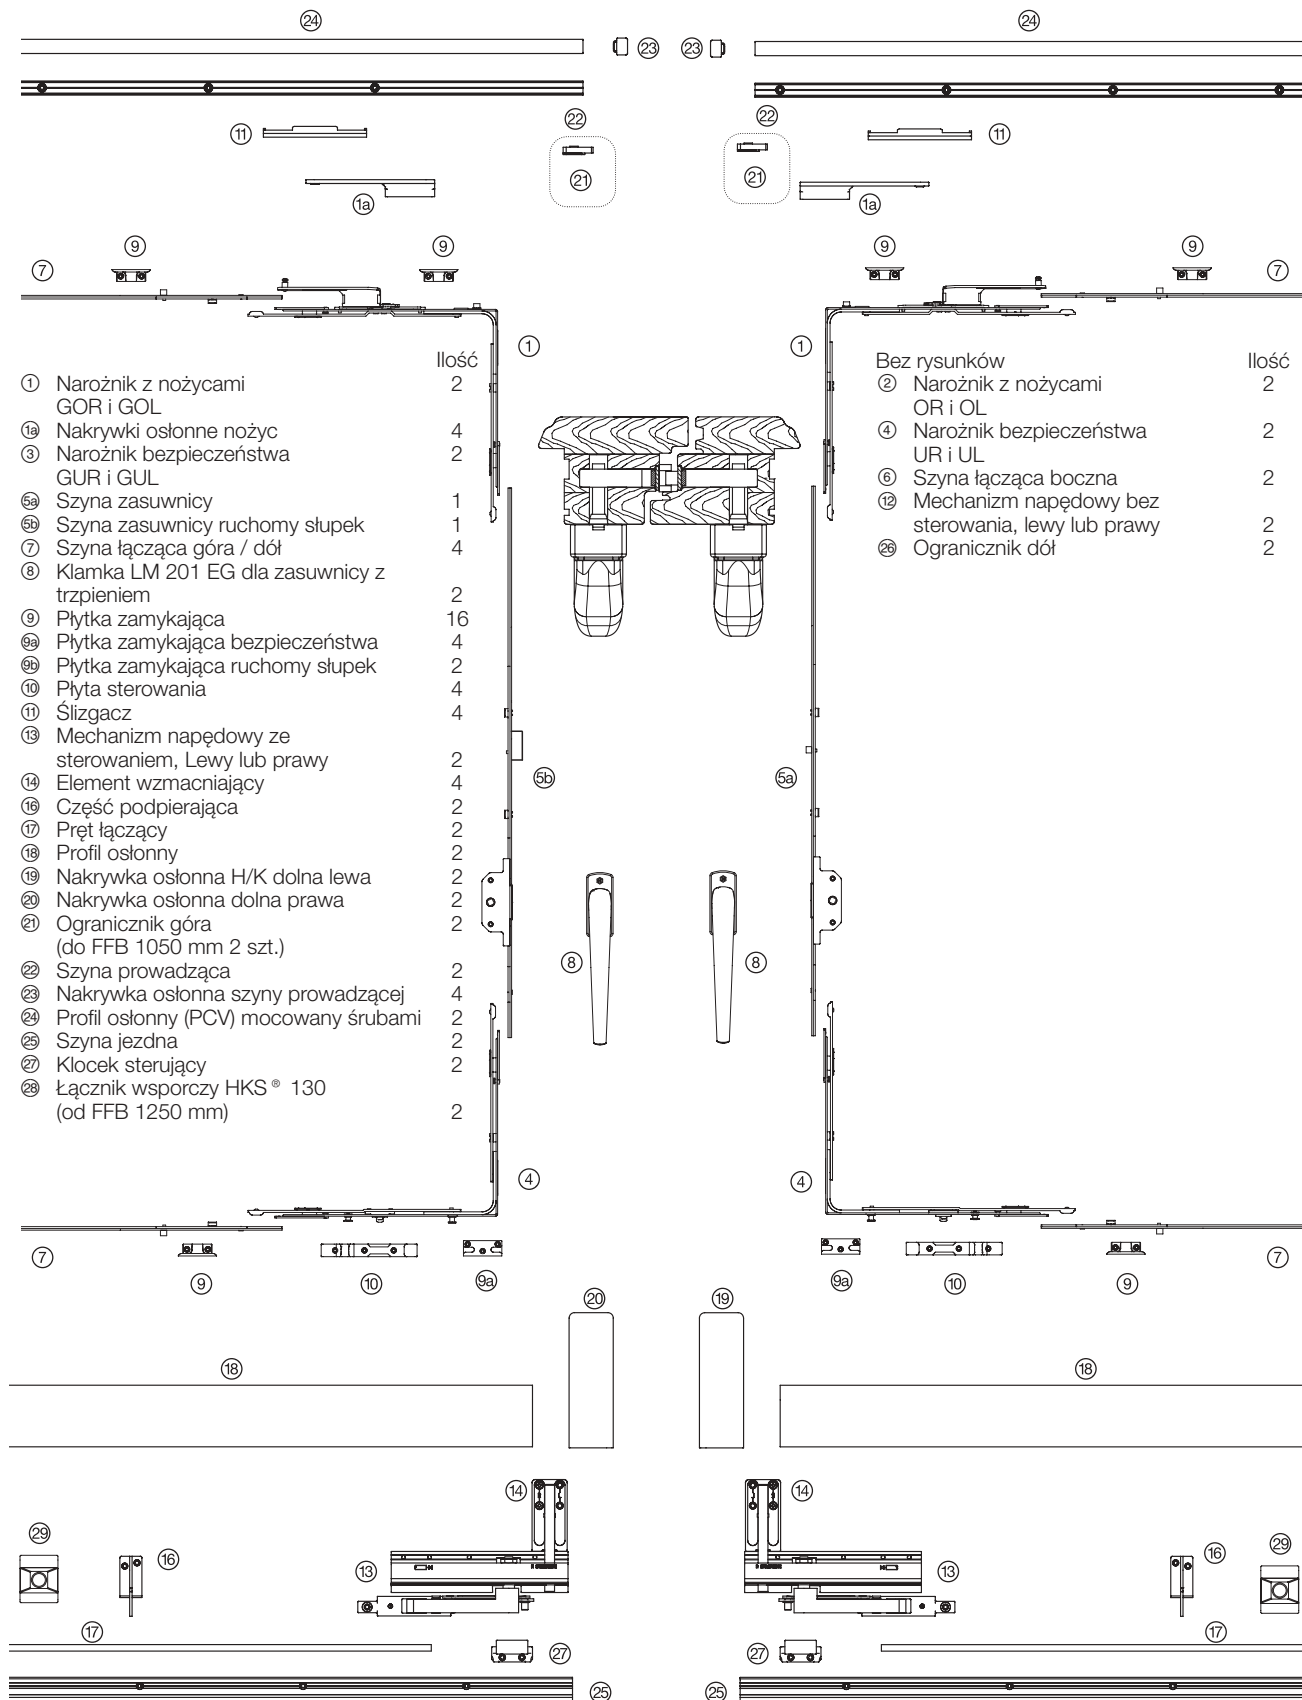 24 24
23 23
22 22
11 11
21 21
1a 1a
9 9 9 9
7 7
1 1
Ilość
① Narożnik z nożycami 2
GOR i GOL
1a Nakrywki osłonne nożyc 4
③ Narożnik bezpieczeństwa 2
GUR i GUL
5a Szyna zasuwnicy 1
5b Szyna zasuwnicy ruchomy słupek 1
⑦ Szyna łącząca góra / dół 4
⑧ Klamka LM 201 EG dla zasuwnicy z
trzpieniem 2
⑨ Płytka zamykająca 16
9a Płytka zamykająca bezpieczeństwa 4
9b Płytka zamykająca ruchomy słupek 2
⑩ Płyta sterowania 4
⑪ Ślizgacz 4
⑬ Mechanizm napędowy ze
sterowaniem, Lewy lub prawy 2
⑭ Element wzmacniający 4
⑯ Część podpierająca 2
⑰ Pręt łączący 2
⑱ Profil osłonny 2
⑲ Nakrywka osłonna H/K dolna lewa 2
⑳ Nakrywka osłonna dolna prawa 2
㉑ Ogranicznik góra 2
(do FFB 1050 mm 2 szt.)
㉒ Szyna prowadząca 2
㉓ Nakrywka osłonna szyny prowadzącej 4
㉔ Profil osłonny (PCV) mocowany śrubami 2
㉕ Szyna jezdna 2
㉗ Klocek sterujący 2
㉘ Łącznik wsporczy HKS ® 130
(od FFB 1250 mm) 2
Bez rysunków Ilość
② Narożnik z nożycami 2
OR i OL
④ Narożnik bezpieczeństwa 2
UR i UL
⑥ Szyna łącząca boczna 2
⑫ Mechanizm napędowy bez
sterowania, lewy lub prawy 2
㉖ Ogranicznik dół 2
5b 5a
8 8
4 4
7 7
9 10 9a 9a 10 9
20 19
18 18
14 14
29 16 13 13 16 29
17 17
27 27
25 25